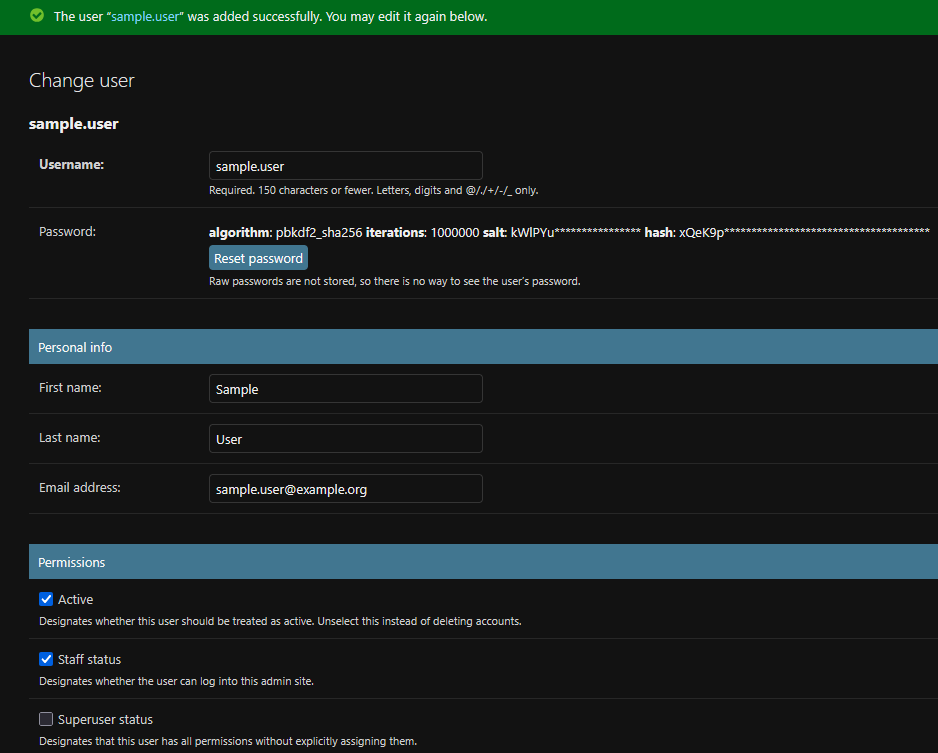 The user “sample.user” was added successfully. You may edit it again below.
Change user
sample.user
Username:
sample.user
Required. 150 characters or fewer. Letters, digits and @/./+/-/_ only.
Password:
algorithm: pbkdf2_sha256 iterations: 1000000 salt: kWlPYu**************** hash: xQeK9p**************************************
Reset password
Raw passwords are not stored, so there is no way to see the user’s password.
Personal info
First name:
Sample
Last name:
User
Email address:
sample.user@example.org
Permissions
Active
Designates whether this user should be treated as active. Unselect this instead of deleting accounts.
Staff status
Designates whether the user can log into this admin site.
Superuser status
Designates that this user has all permissions without explicitly assigning them.